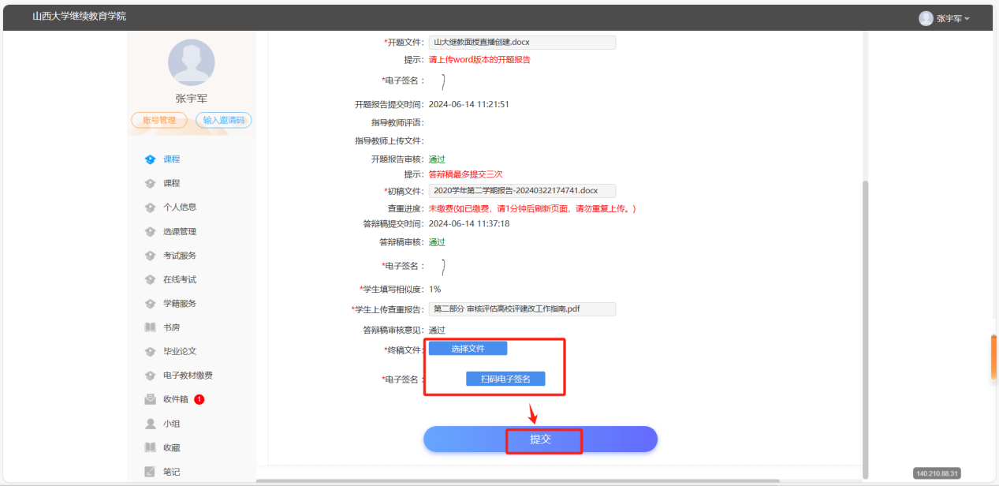 山西大学继续教育学院
张宇军
张宇军
账号管理
输入邀请码
课程
课程
个人信息
选课管理
考试服务
在线考试
学籍服务
书房
毕业论文
电子教材缴费
收件箱 1
小组
收藏
笔记
*开题文件: 山大继教面授直播创建.docx
提示: 请上传word版本的开题报告
*电子签名 :
开题报告提交时间: 2024-06-14 11:21:51
指导教师评语:
指导教师上传文件:
开题报告审核: 通过
提示: 答辩稿最多提交三次
*初稿文件: 2020学年第二学期报告-20240322174741.docx
查重进度: 未缴费(如已缴费，请1分钟后刷新页面，请勿重复上传。)
答辩稿提交时间: 2024-06-14 11:37:18
答辩稿审核: 通过
*电子签名 :
*学生填写相似度: 1%
*学生上传查重报告: 第二部分 审核评估高校评建改工作指南.pdf
答辩稿审核意见: 通过
*终稿文件: 选择文件
*电子签名 : 扫码电子签名
提交
140.210.88.31